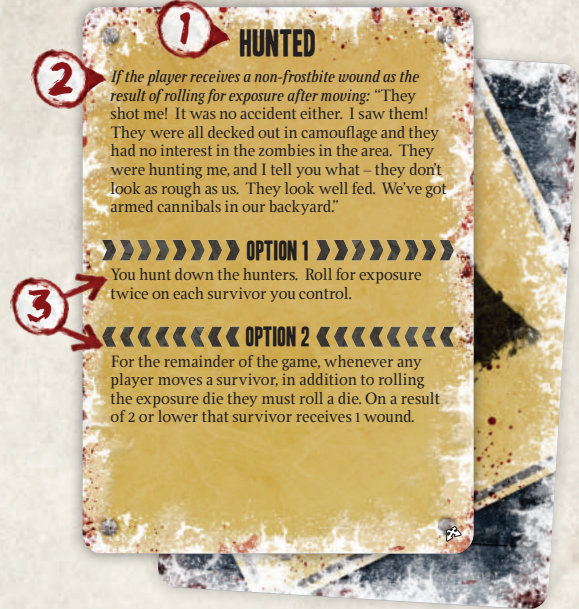 1
HUNTED
2
If the player receives a non-frostbite wound as the
result of rolling for exposure after moving: “They
shot me! It was no accident either. I saw them!
They were all decked out in camouflage and they
had no interest in the zombies in the area. They
were hunting me, and I tell you what – they don’t
look as rough as us. They look well fed. We’ve got
armed cannibals in our backyard.”
OPTION 1
3
You hunt down the hunters. Roll for exposure
twice on each survivor you control.
OPTION 2
For the remainder of the game, whenever any
player moves a survivor, in addition to rolling
the exposure die they must roll a die. On a result
of 2 or lower that survivor receives 1 wound.